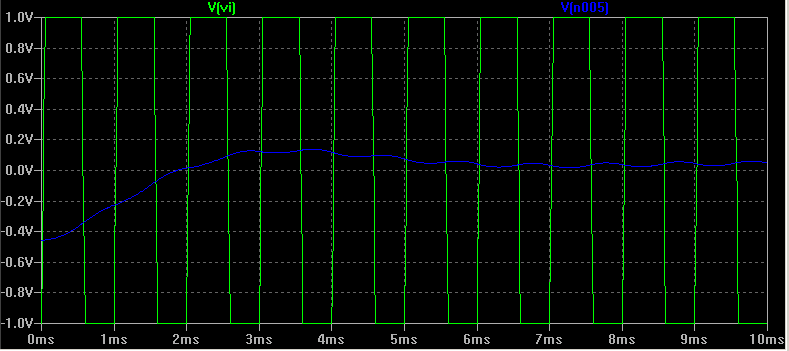 V(vi) V(n005)
1.0V
0.8V
0.6V
0.4V
0.2V
0.0V
-0.2V
-0.4V
-0.6V
-0.8V
-1.0V
0ms 1ms 2ms 3ms 4ms 5ms 6ms 7ms 8ms 9ms 10ms